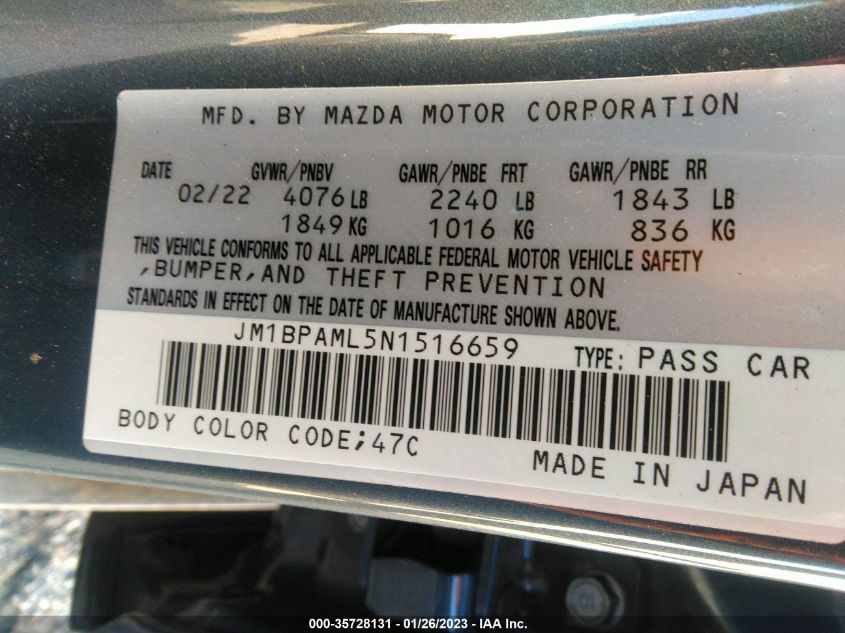 MFD. BY MAZDA MOTOR CORPORATION
DATE GVWR/PNBV GAWR/PNBE FRT GAWR/PNBE RR
02/22 4076 LB 2240 LB 1843 LB
1849 KG 1016 KG 836 KG
THIS VEHICLE CONFORMS TO ALL APPLICABLE FEDERAL MOTOR VEHICLE SAFETY
,BUMPER,AND THEFT PREVENTION
STANDARDS IN EFFECT ON THE DATE OF MANUFACTURE SHOWN ABOVE.
JM1BPAML5N1516659 TYPE: PASS CAR
BODY COLOR CODE;47C
MADE IN JAPAN
000-35728131 - 01/26/2023 - IAA Inc.